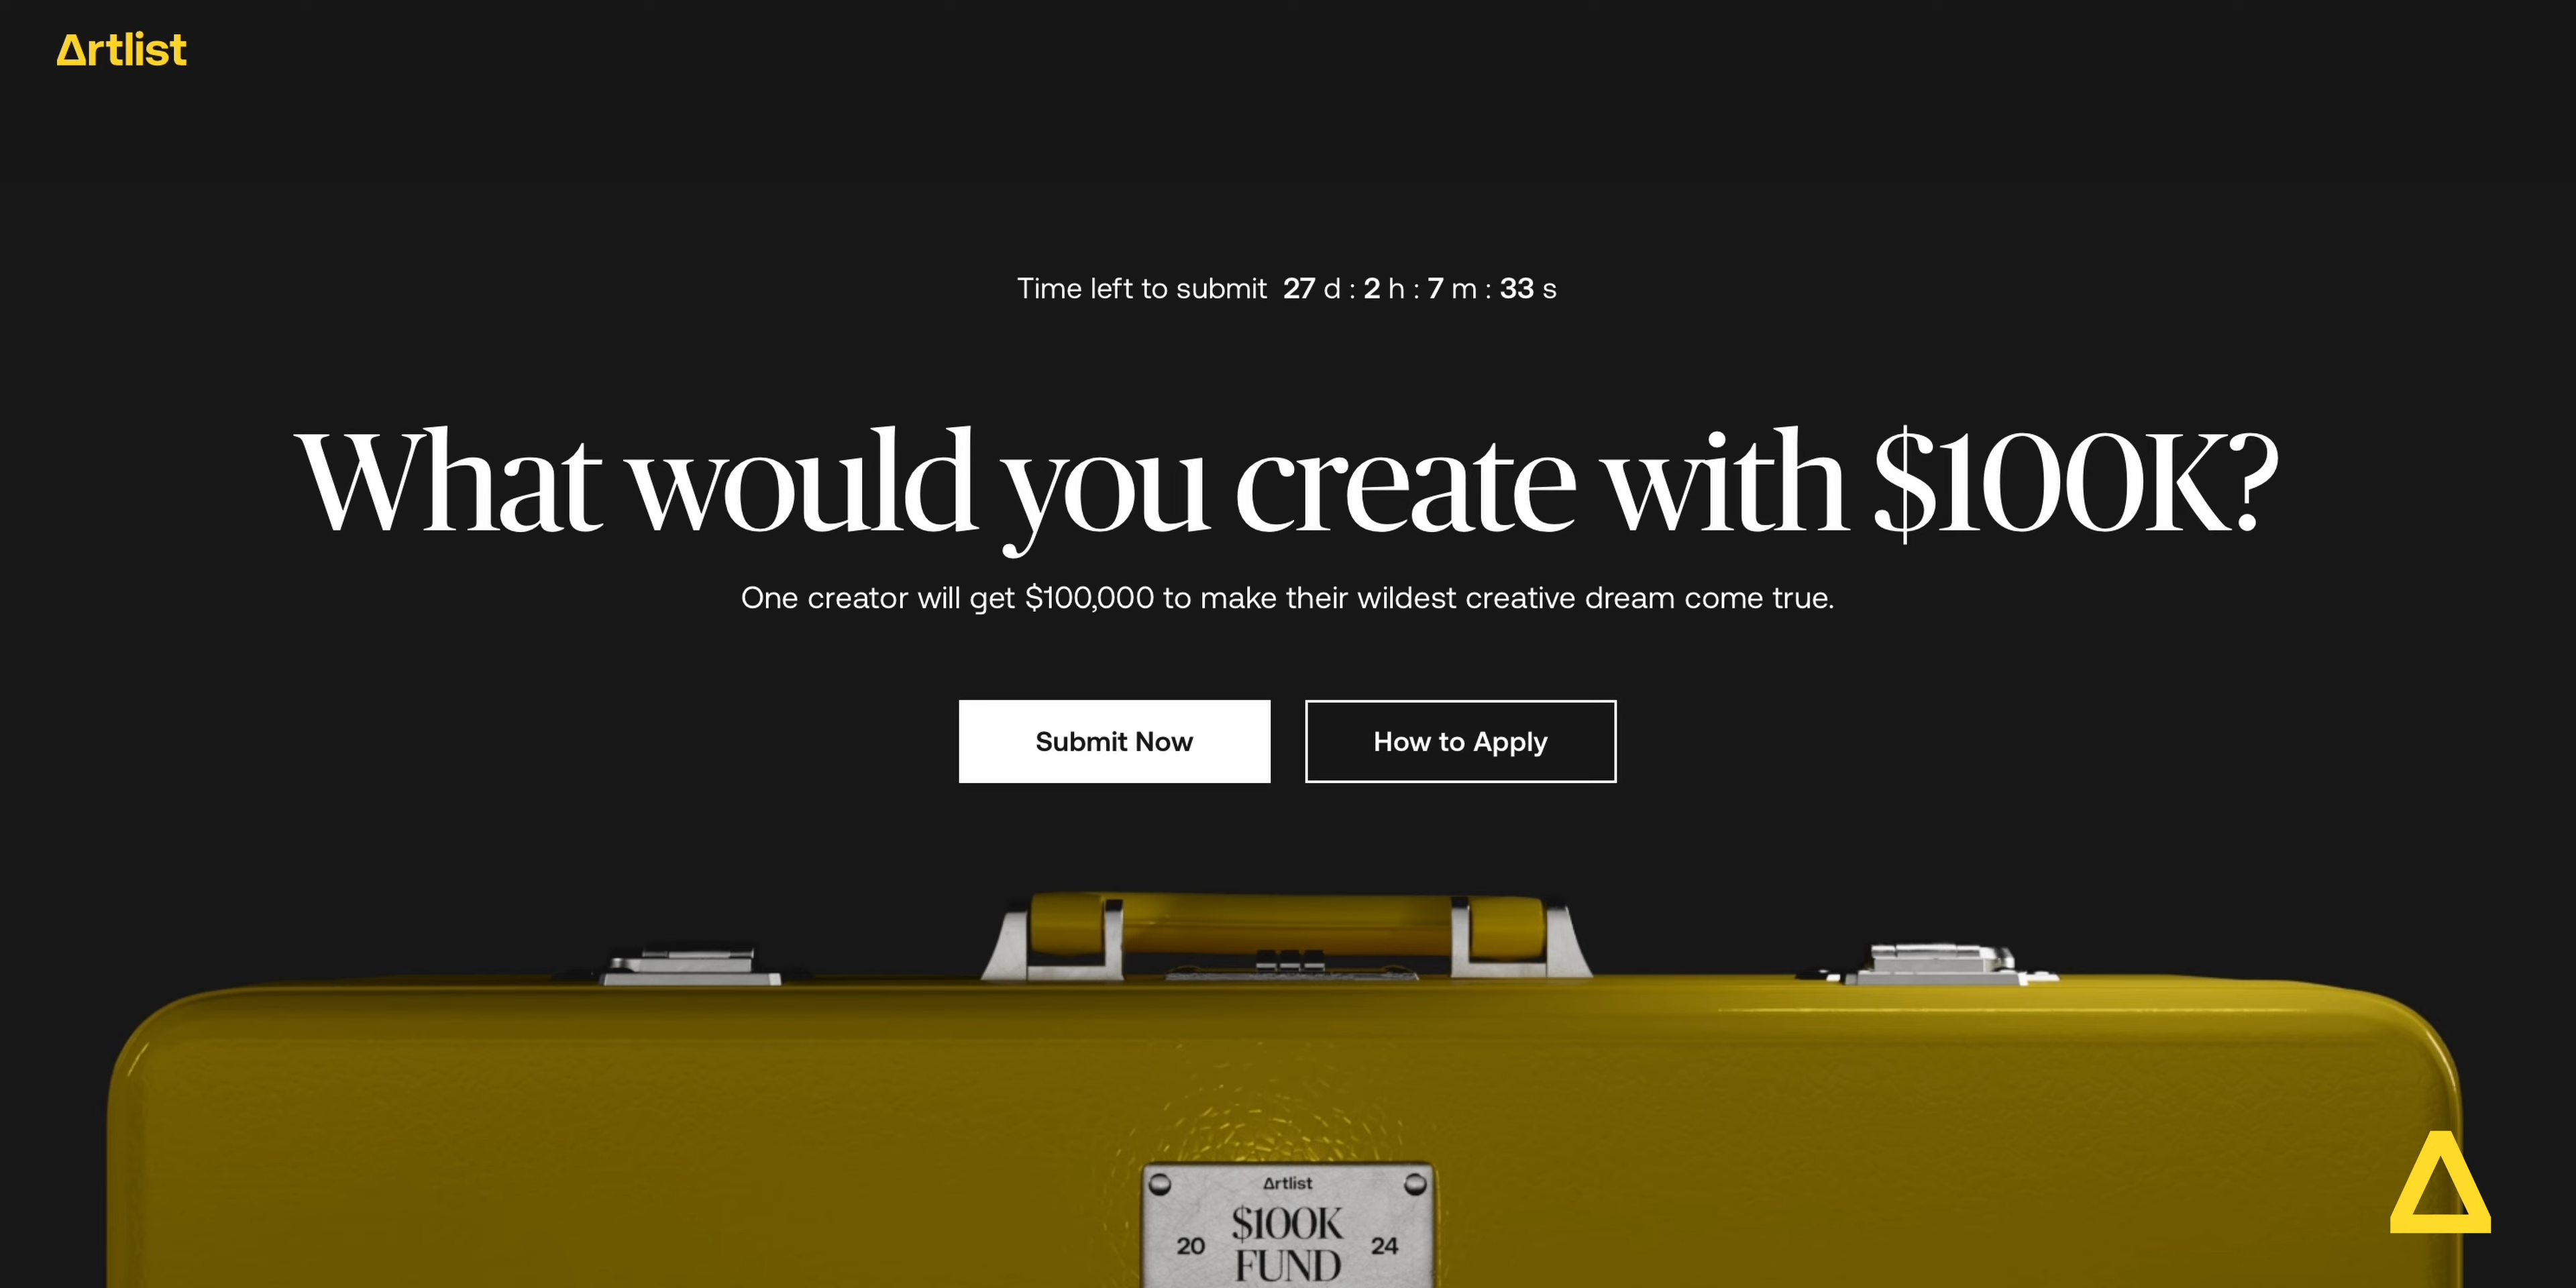 Artlist
Time left to submit 27 d : 2 h : 7 m : 33 s
What would you create with $100K?
One creator will get $100,000 to make their wildest creative dream come true.
Submit Now
How to Apply
Artlist
$100K
20 24
FUND